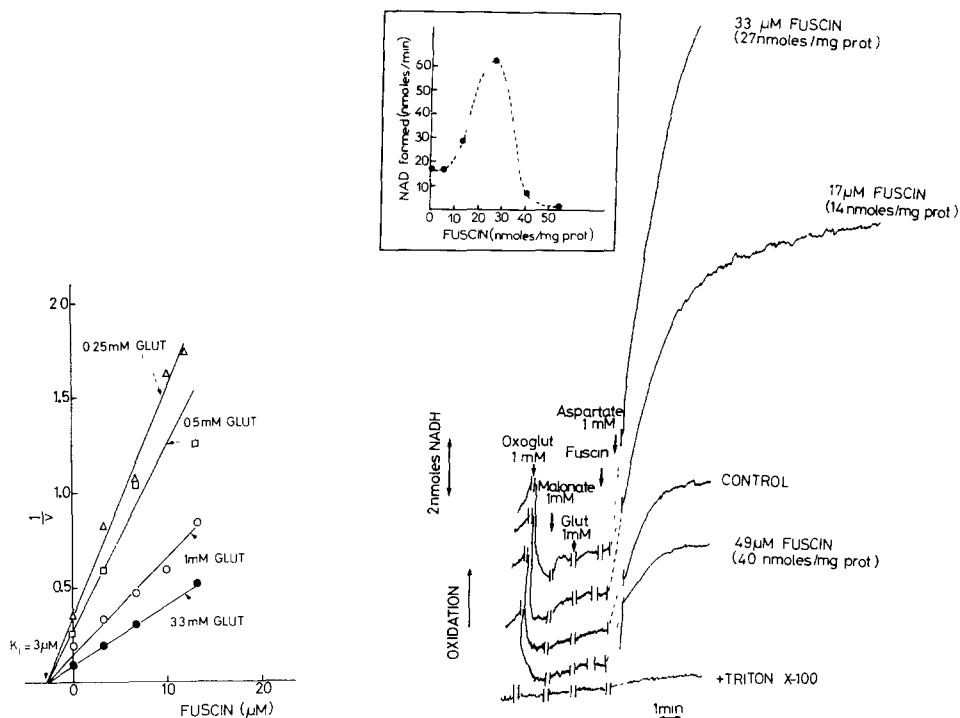 20
0.25mM GLUT
1.5
0.5mM GLUT
1.0
1/v
1mM GLUT
0.5
3.3mM GLUT
Ki = 3µM
0
0
10
20
FUSCIN (µM)
NAD formed (nmoles/min)
60
50
40
30
20
10
0
10
20
30
40
50
FUSCIN (nmoles/mg prot)
33 µM FUSCIN
(27nmoles/mg prot)
17µM FUSCIN
(14 nmoles/mg prot)
Aspartate
1 mM
Oxoglut
1 mM
Fuscin
Malonate
1mM
Glut
1mM
2nmoles NADH
OXIDATION
CONTROL
49µM FUSCIN
(40 nmoles/mg prot)
+TRITON X-100
1min